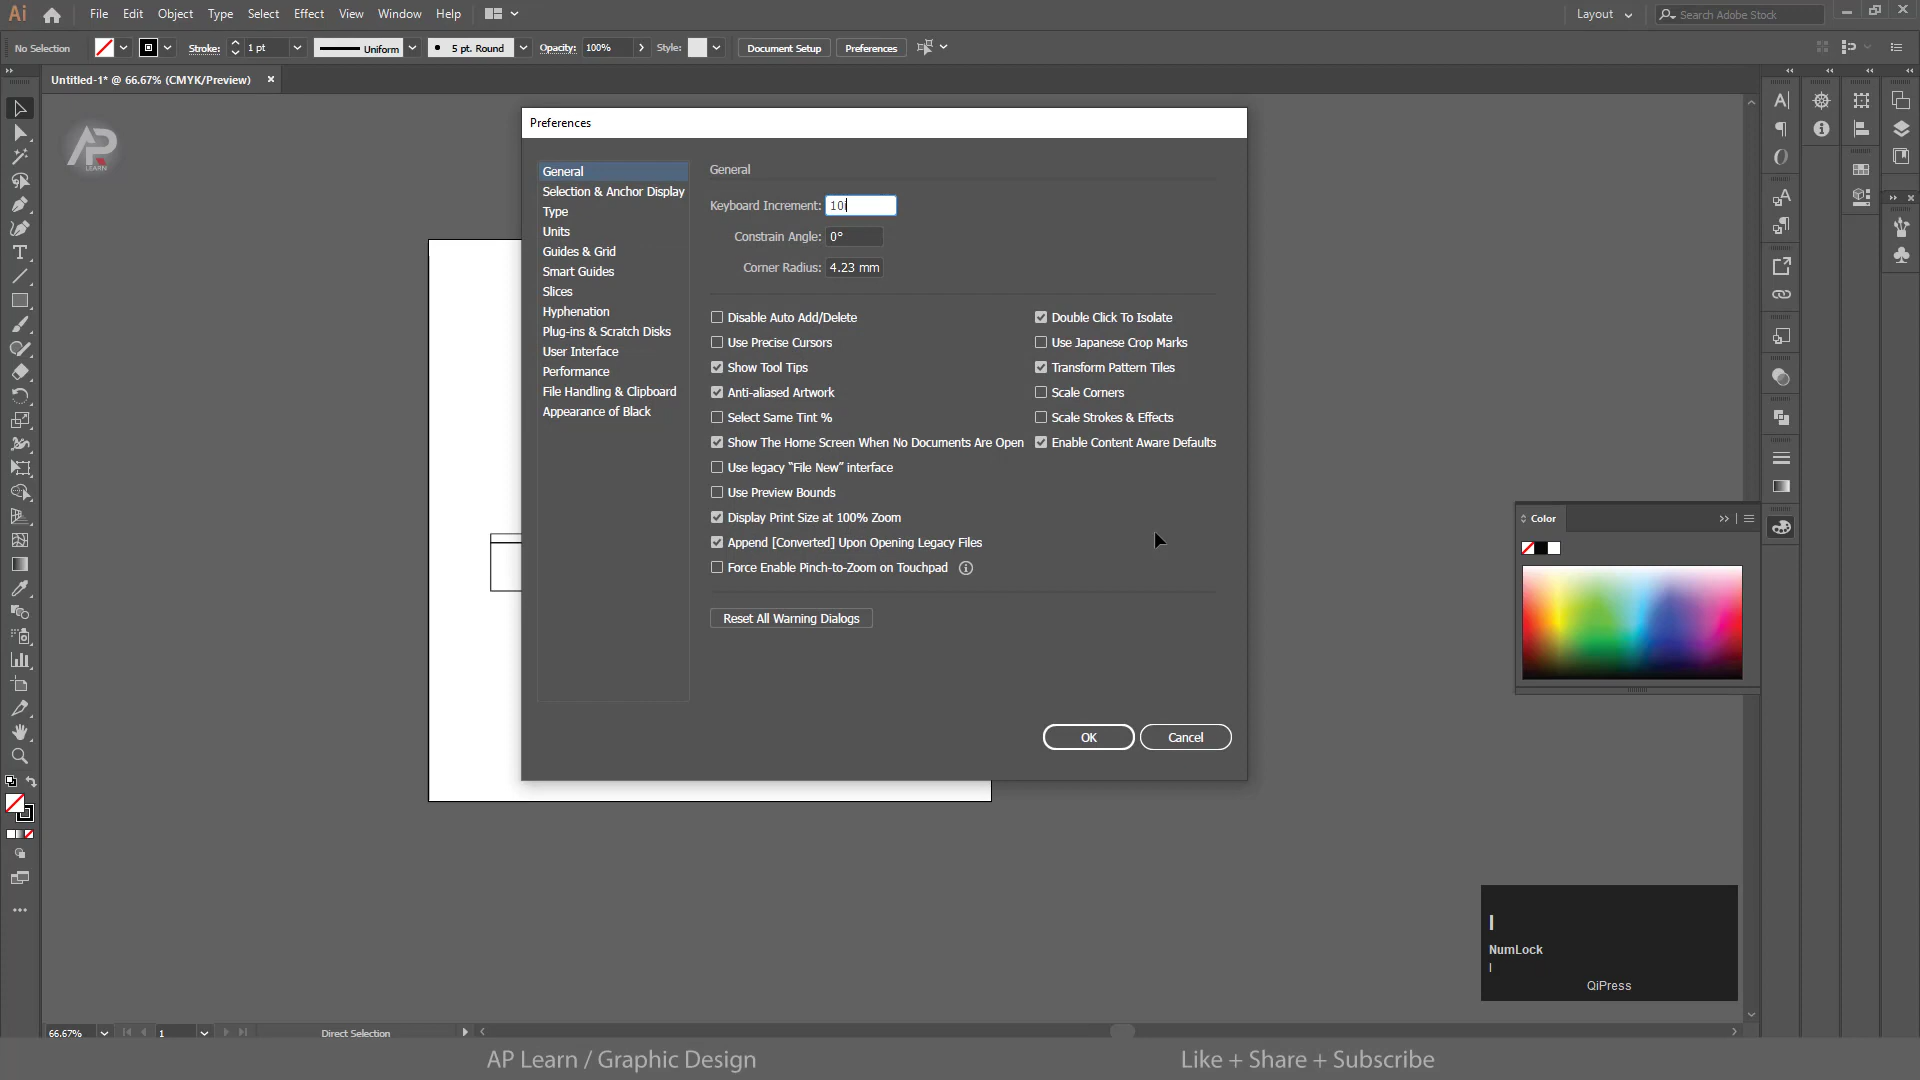 Ai File Edit Object Type Select Effect View Window Help Layout Search Adobe Stock
No Selection Stroke: 1 pt Uniform 5 pt. Round Opacity: 100% Style: Document Setup Preferences
Untitled-1* @ 66.67% (CMYK/Preview) ×
AP
LEARN
Preferences
General
Selection & Anchor Display
Type
Units
Guides & Grid
Smart Guides
Slices
Hyphenation
Plug-ins & Scratch Disks
User Interface
Performance
File Handling & Clipboard
Appearance of Black
General
Keyboard Increment: 10i
Constrain Angle: 0°
Corner Radius: 4.23 mm
Disable Auto Add/Delete
Use Precise Cursors
Show Tool Tips
Anti-aliased Artwork
Select Same Tint %
Show The Home Screen When No Documents Are Open
Use legacy “File New” interface
Use Preview Bounds
Display Print Size at 100% Zoom
Append [Converted] Upon Opening Legacy Files
Force Enable Pinch-to-Zoom on Touchpad
Double Click To Isolate
Use Japanese Crop Marks
Transform Pattern Tiles
Scale Corners
Scale Strokes & Effects
Enable Content Aware Defaults
Reset All Warning Dialogs
OK Cancel
Color
I
NumLock
I
QiPress
66.67% 1 Direct Selection
AP Learn / Graphic Design Like + Share + Subscribe